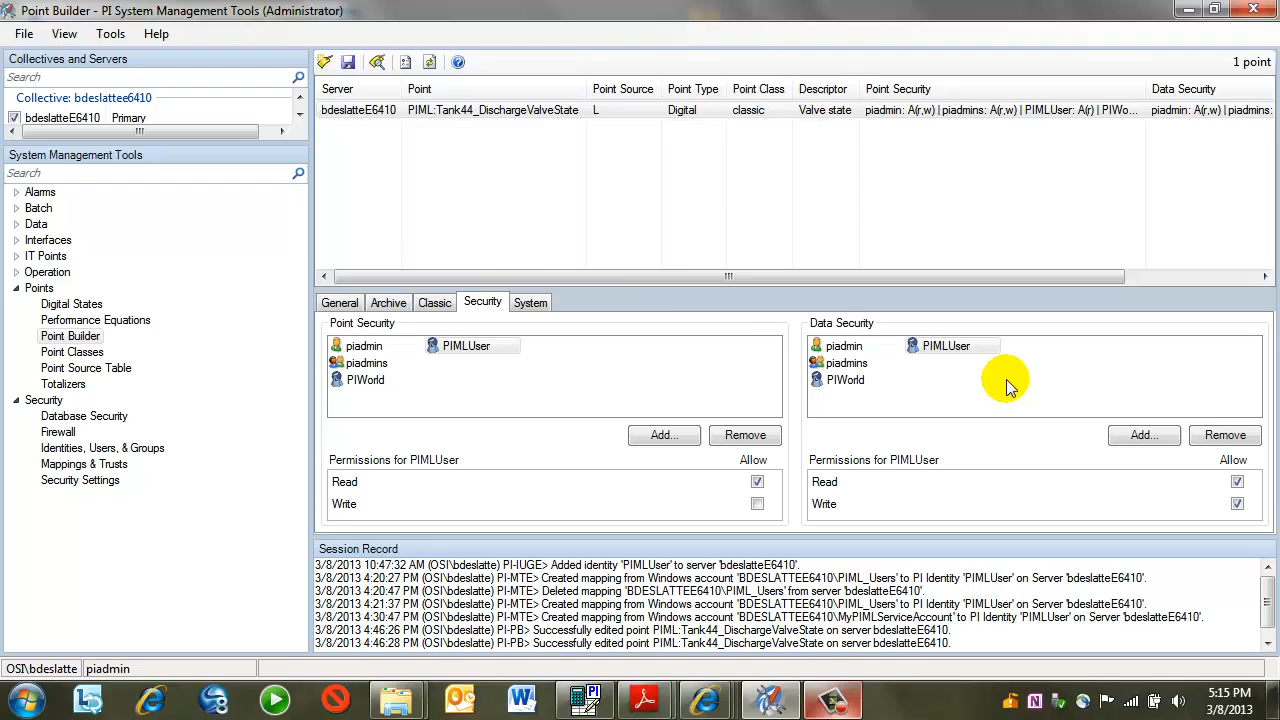 Point Builder - PI System Management Tools (Administrator)
File View Tools Help
Collectives and Servers
Search
Collective: bdeslattee6410
bdeslatteE6410 Primary
System Management Tools
Search
Alarms
Batch
Data
Interfaces
IT Points
Operation
Points
Digital States
Performance Equations
Point Builder
Point Classes
Point Source Table
Totalizers
Security
Database Security
Firewall
Identities, Users, & Groups
Mappings & Trusts
Security Settings
1 point
Server Point Point Source Point Type Point Class Descriptor Point Security Data Security
bdeslatteE6410 PIML:Tank44_DischargeValveState L Digital classic Valve state piadmin: A(r,w) | piadmins: A(r,w) | PIMLUser: A(r) | PIWo... piadmin: A(r,w) | piadmins:
General Archive Classic Security System
Point Security
piadmin PIMLUser
piadmins
PIWorld
Add... Remove
Permissions for PIMLUser Allow
Read
Write
Data Security
piadmin PIMLUser
piadmins
PIWorld
Add... Remove
Permissions for PIMLUser Allow
Read
Write
Session Record
3/8/2013 10:47:32 AM (OSI\bdeslatte) PI-IUGE> Added identity 'PIMLUser' to server 'bdeslatteE6410'.
3/8/2013 4:20:27 PM (OSI\bdeslatte) PI-MTE> Created mapping from Windows account 'BDESLATTEE6410\PIML_Users' to PI Identity 'PIMLUser' on Server 'bdeslatteE6410'.
3/8/2013 4:20:47 PM (OSI\bdeslatte) PI-MTE> Deleted mapping 'BDESLATTEE6410\PIML_Users' from server 'bdeslatteE6410'.
3/8/2013 4:21:37 PM (OSI\bdeslatte) PI-MTE> Created mapping from Windows account 'BDESLATTEE6410\PIML_Users' to PI Identity 'PIMLUser' on Server 'bdeslatteE6410'.
3/8/2013 4:30:47 PM (OSI\bdeslatte) PI-MTE> Created mapping from Windows account 'BDESLATTEE6410\MyPIMLServiceAccount' to PI Identity 'PIMLUser' on Server 'bdeslatteE6410'.
3/8/2013 4:46:26 PM (OSI\bdeslatte) PI-PB> Successfully edited point PIML:Tank44_DischargeValveState on server bdeslatteE6410.
3/8/2013 4:46:28 PM (OSI\bdeslatte) PI-PB> Successfully edited point PIML:Tank44_DischargeValveState on server bdeslatteE6410.
OSI\bdeslatte piadmin
5:15 PM
3/8/2013